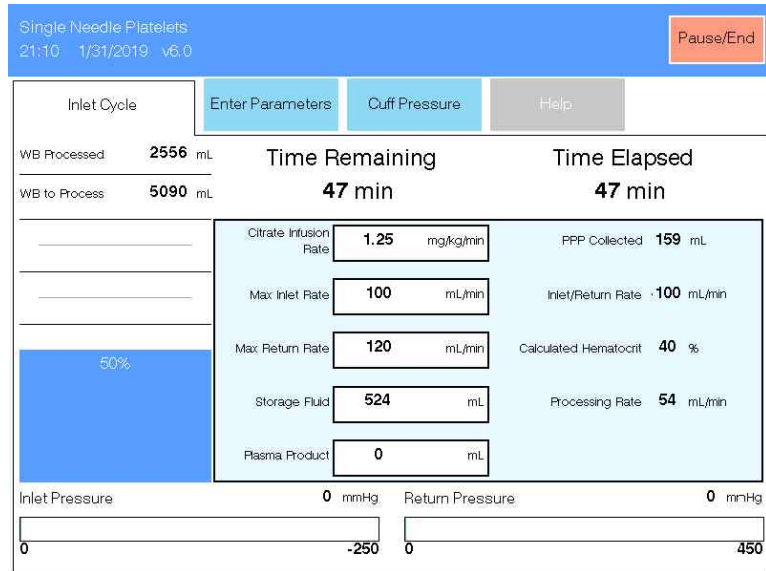 Single Needle Platelets
21:10 1/31/2019 v6.0
Pause/End
Inlet Cycle
Enter Parameters
Cuff Pressure
Help
WB Processed 2556 mL
WB to Process 5090 mL
Time Remaining
47 min
Time Elapsed
47 min
50%
Citrate Infusion
Rate
1.25 mg/kg/min
Max Inlet Rate 100 mL/min
Max Return Rate 120 mL/min
Storage Fluid 524 mL
Plasma Product 0 mL
PPP Collected 159 mL
Inlet/Return Rate -100 mL/min
Calculated Hematocrit 40 %
Processing Rate 54 mL/min
Inlet Pressure 0 mmHg
0 -250
Return Pressure 0 mmHg
0 450